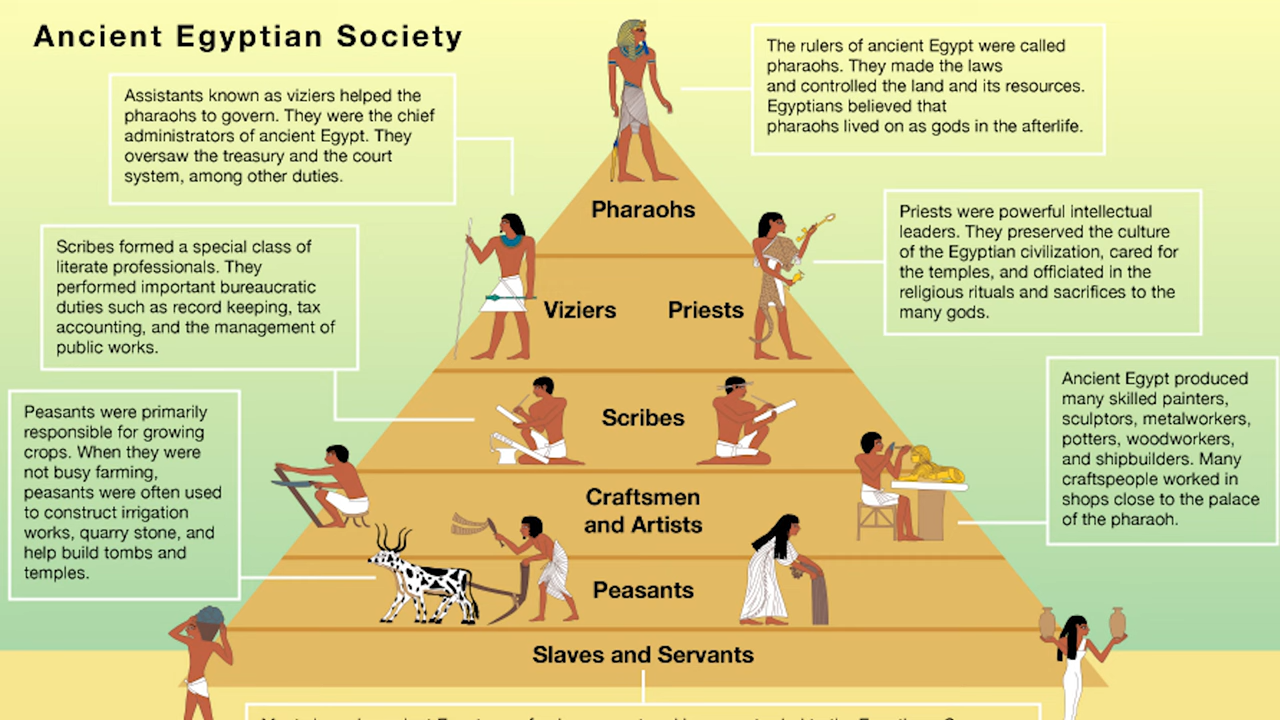 Ancient Egyptian Society
The rulers of ancient Egypt were called
pharaohs. They made the laws
and controlled the land and its resources.
Egyptians believed that
pharaohs lived on as gods in the afterlife.
Assistants known as viziers helped the
pharaohs to govern. They were the chief
administrators of ancient Egypt. They
oversaw the treasury and the court
system, among other duties.
Pharaohs
Priests were powerful intellectual
leaders. They preserved the culture
of the Egyptian civilization, cared for
the temples, and officiated in the
religious rituals and sacrifices to the
many gods.
Scribes formed a special class of
literate professionals. They
performed important bureaucratic
duties such as record keeping, tax
accounting, and the management of
public works.
Viziers Priests
Ancient Egypt produced
many skilled painters,
sculptors, metalworkers,
potters, woodworkers,
and shipbuilders. Many
craftspeople worked in
shops close to the palace
of the pharaoh.
Scribes
Peasants were primarily
responsible for growing
crops. When they were
not busy farming,
peasants were often used
to construct irrigation
works, quarry stone, and
help build tombs and
temples.
Craftsmen
and Artists
Peasants
Slaves and Servants